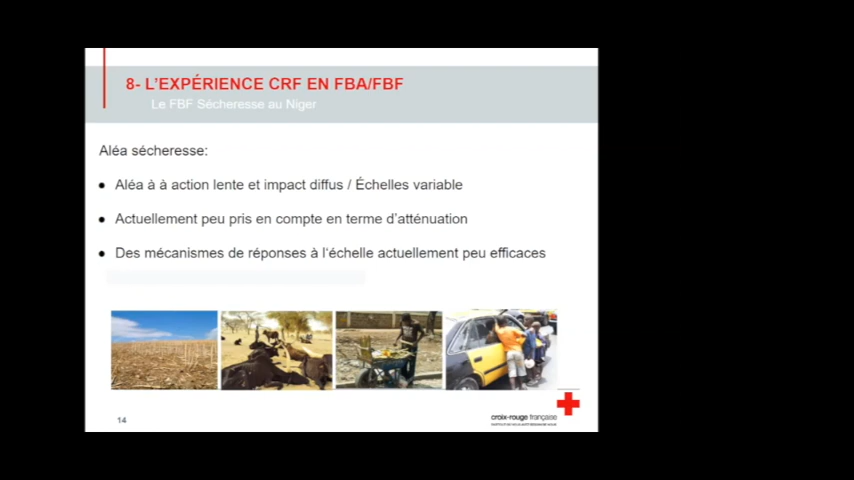 8- L'EXPÉRIENCE CRF EN FBA/FBF
Le FBF Sécheresse au Niger
Aléa sécheresse:
● Aléa à à action lente et impact diffus / Échelles variable
● Actuellement peu pris en compte en terme d'atténuation
● Des mécanismes de réponses à l'échelle actuellement peu efficaces
14
croix-rouge française